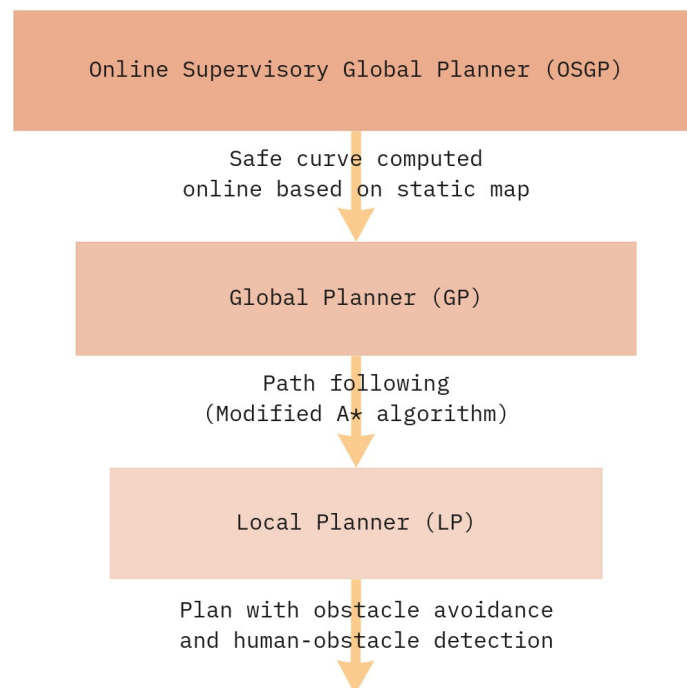 Online Supervisory Global Planner (OSGP)
Safe curve computed
online based on static map
Global Planner (GP)
Path following
(Modified A* algorithm)
Local Planner (LP)
Plan with obstacle avoidance
and human-obstacle detection